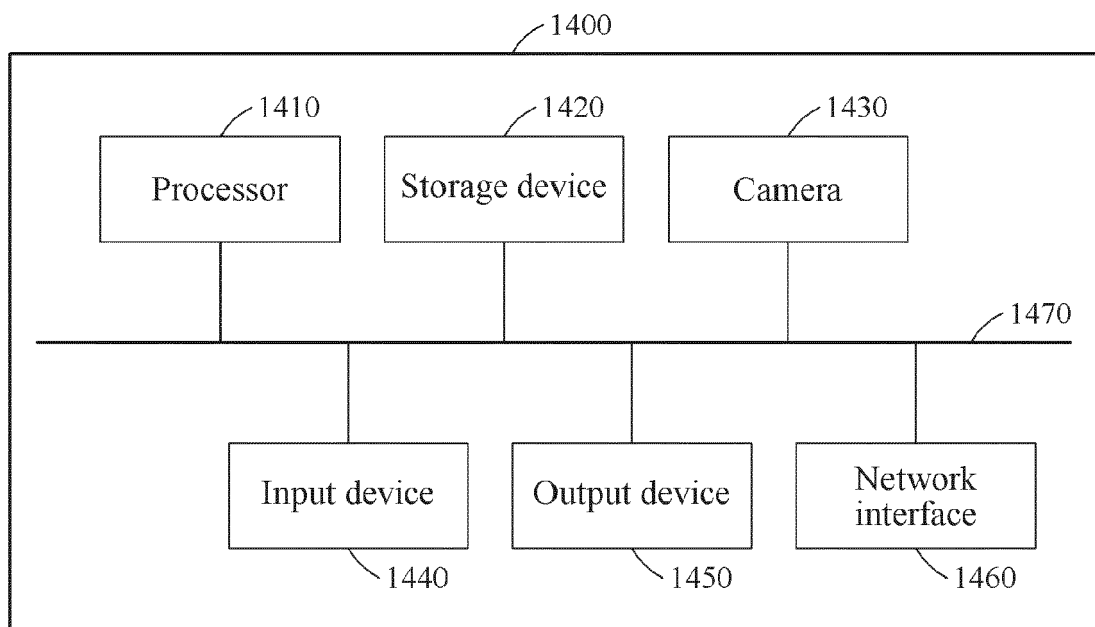 1400
1410
1420
1430
Processor
Storage device
Camera
1470
Input device
Output device
Network
interface
1440
1450
1460